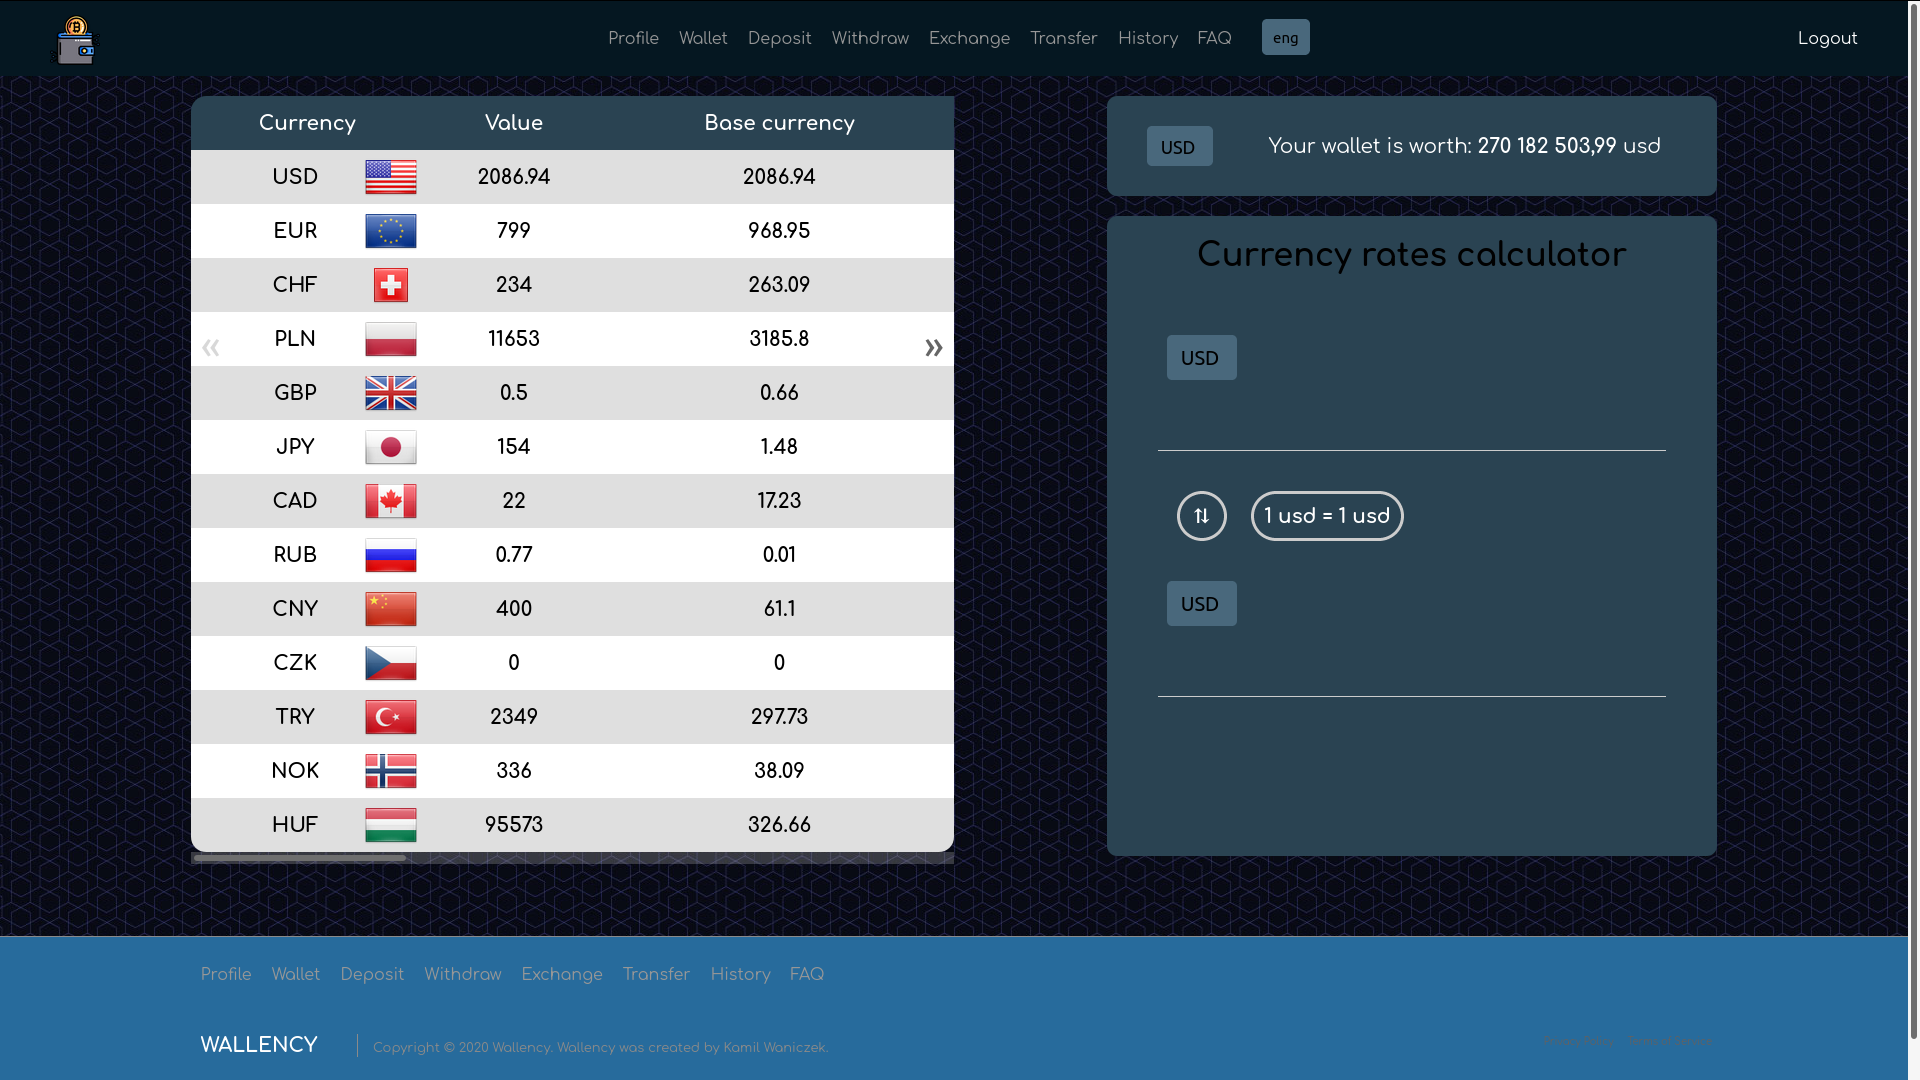 Profile Wallet Deposit Withdraw Exchange Transfer History FAQ eng Logout
Currency Value Base currency
USD 2086.94 2086.94
EUR 799 968.95
CHF 234 263.09
PLN 11653 3185.8
GBP 0.5 0.66
JPY 154 1.48
CAD 22 17.23
RUB 0.77 0.01
CNY 400 61.1
CZK 0 0
TRY 2349 297.73
NOK 336 38.09
HUF 95573 326.66
« »
USD Your wallet is worth: 270 182 503,99 usd
Currency rates calculator
USD
⇅ 1 usd = 1 usd
USD
Profile Wallet Deposit Withdraw Exchange Transfer History FAQ
WALLENCY Copyright © 2020 Wallency. Wallency was created by Kamil Waniczek.